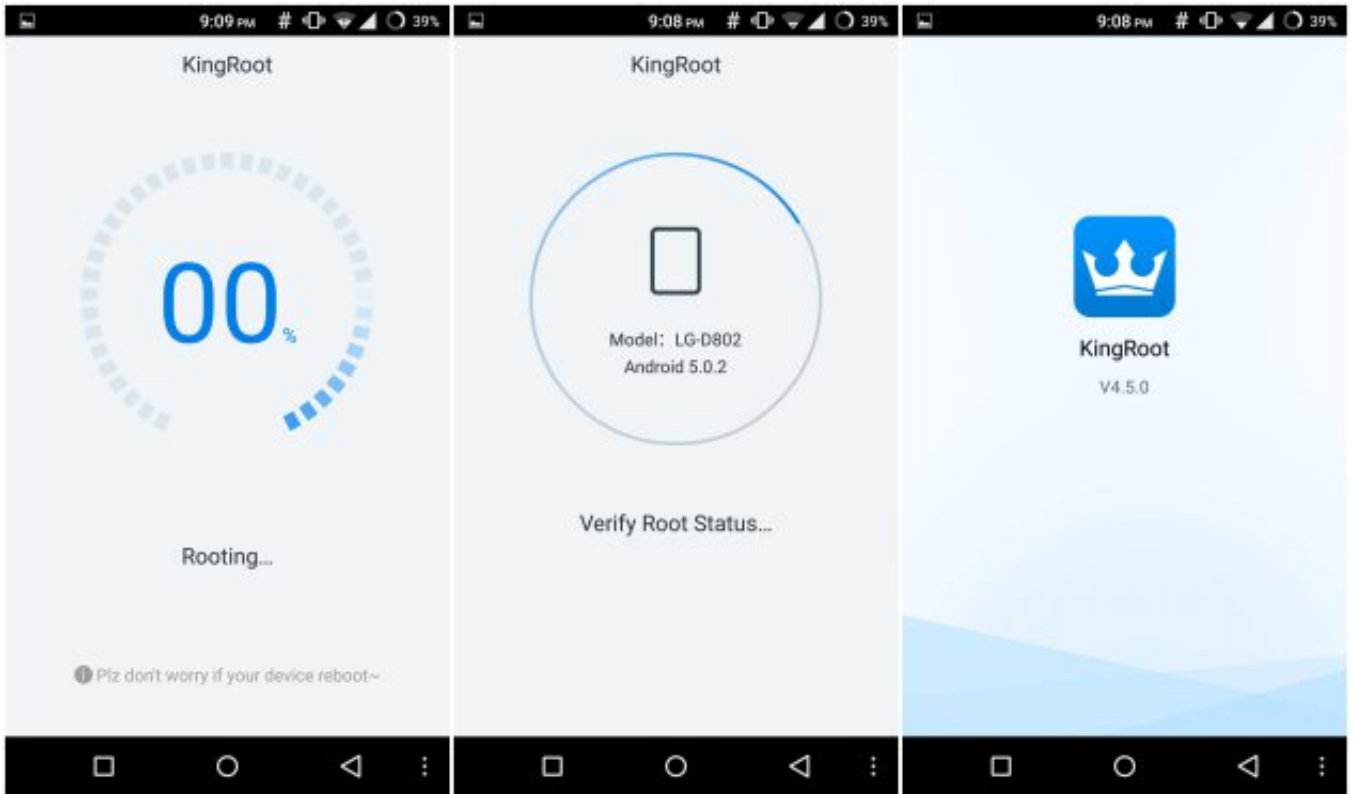 9:09 PM # 39%
KingRoot
00%
Rooting...
Plz don't worry if your device reboot~
9:08 PM # 39%
KingRoot
Model: LG-D802
Android 5.0.2
Verify Root Status...
9:08 PM # 39%
KingRoot
V4.5.0